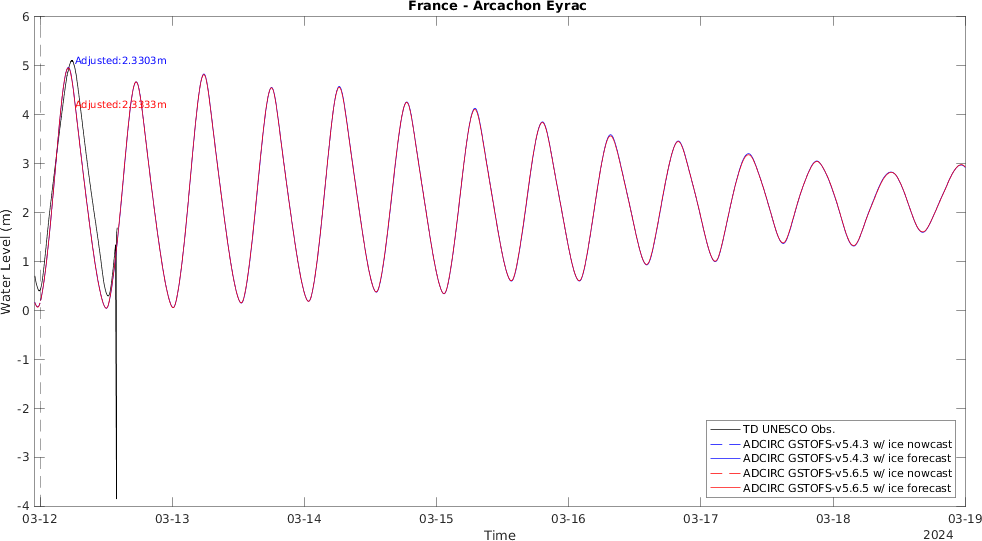 France - Arcachon Eyrac
6
5
4
3
2
1
0
-1
-2
-3
-4
Water Level (m)
Adjusted:2.3303m
Adjusted:2.3333m
TD UNESCO Obs.
ADCIRC GSTOFS-v5.4.3 w/ ice nowcast
ADCIRC GSTOFS-v5.4.3 w/ ice forecast
ADCIRC GSTOFS-v5.6.5 w/ ice nowcast
ADCIRC GSTOFS-v5.6.5 w/ ice forecast
03-12 03-13 03-14 03-15 03-16 03-17 03-18 03-19
Time
2024